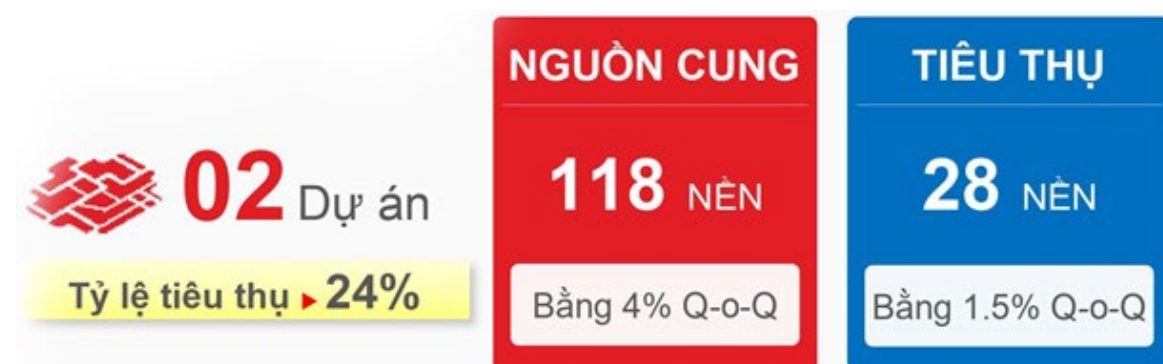 02 Dự án
Tỷ lệ tiêu thụ ▸ 24%
NGUỒN CUNG
118 NỀN
Bằng 4% Q-o-Q
TIÊU THỤ
28 NỀN
Bằng 1.5% Q-o-Q